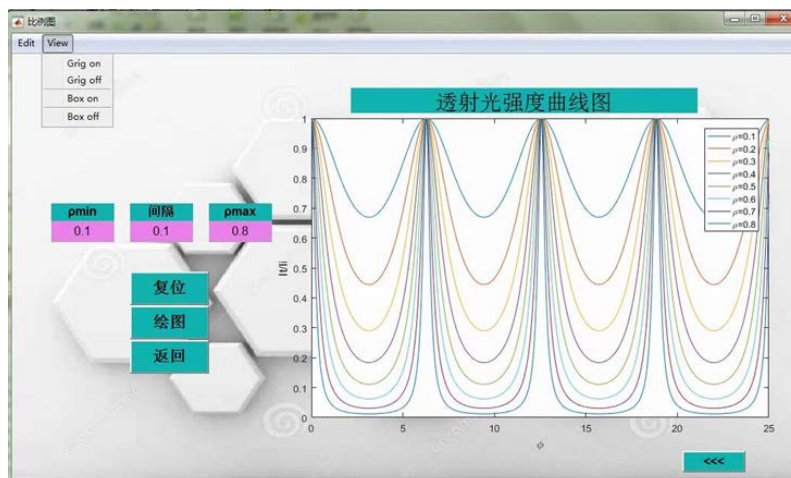 比例图
Edit View
Grig on
Grig off
Box on
Box off
透射光强度曲线图
ρmin 间隔 ρmax
0.1 0.1 0.8
复位
绘图
返回
It/Ii
1
0.9
0.8
0.7
0.6
0.5
0.4
0.3
0.2
0.1
0
0 5 10 15 20 25
ϕ
ρ=0.1
ρ=0.2
ρ=0.3
ρ=0.4
ρ=0.5
ρ=0.6
ρ=0.7
ρ=0.8
<<<